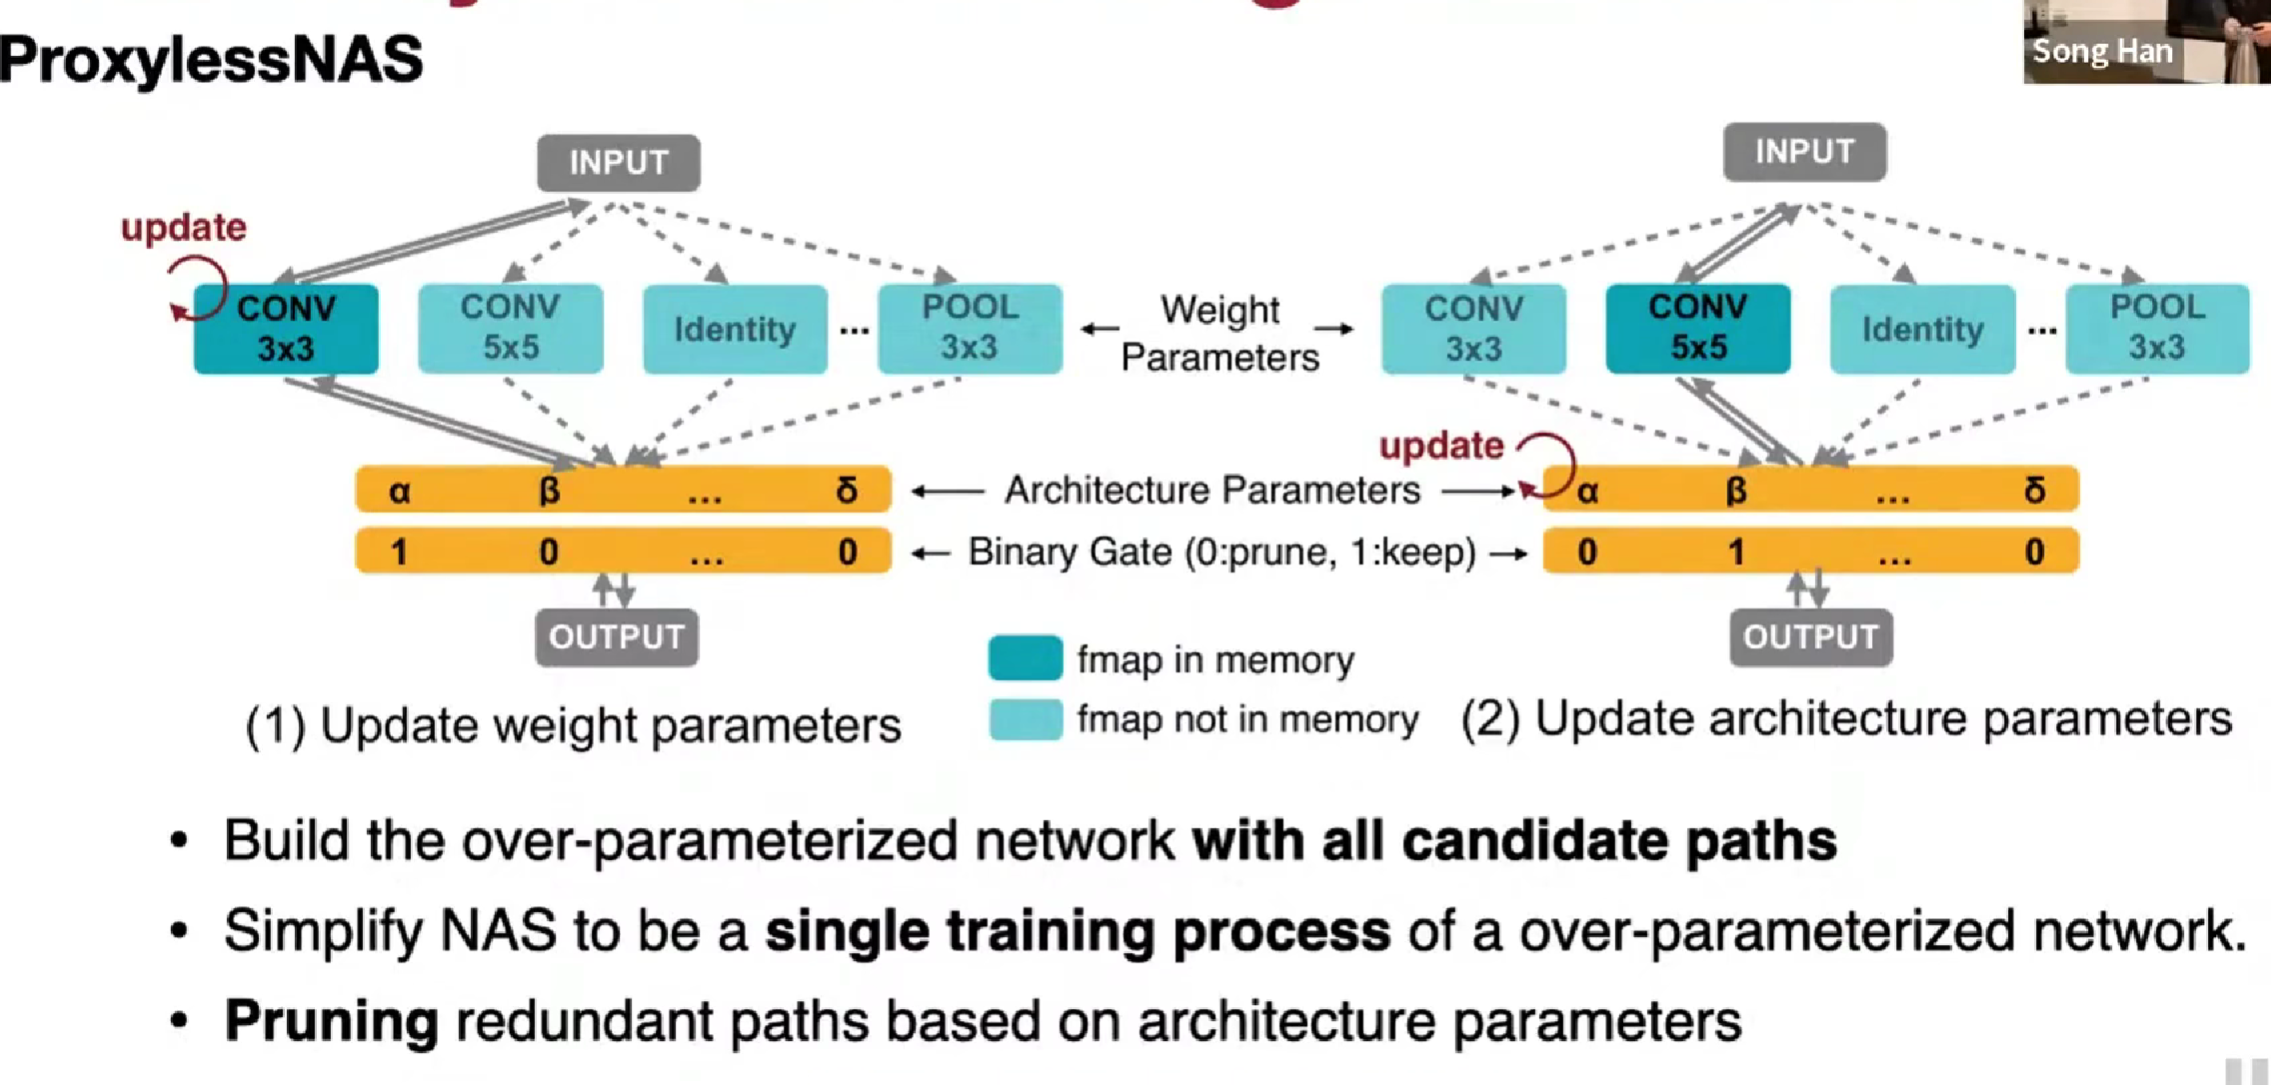 ProxylessNAS
Song Han
INPUT
update
CONV 3x3
CONV 5x5
Identity
...
POOL 3x3
α β ... δ
1 0 ... 0
OUTPUT
(1) Update weight parameters
Weight Parameters
Architecture Parameters
Binary Gate (0:prune, 1:keep)
fmap in memory
fmap not in memory
INPUT
CONV 3x3
CONV 5x5
Identity
...
POOL 3x3
update
α β ... δ
0 1 ... 0
OUTPUT
(2) Update architecture parameters
• Build the over-parameterized network with all candidate paths
• Simplify NAS to be a single training process of a over-parameterized network.
• Pruning redundant paths based on architecture parameters